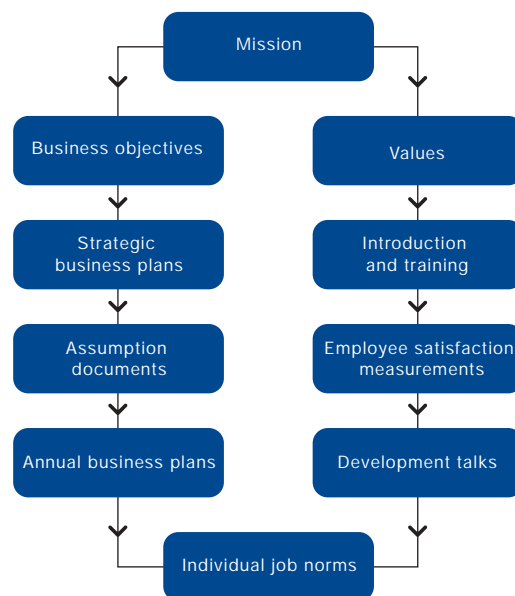 Mission
Business objectives
Values
Strategic
business plans
Introduction
and training
Assumption
documents
Employee satisfaction
measurements
Annual business plans
Development talks
Individual job norms